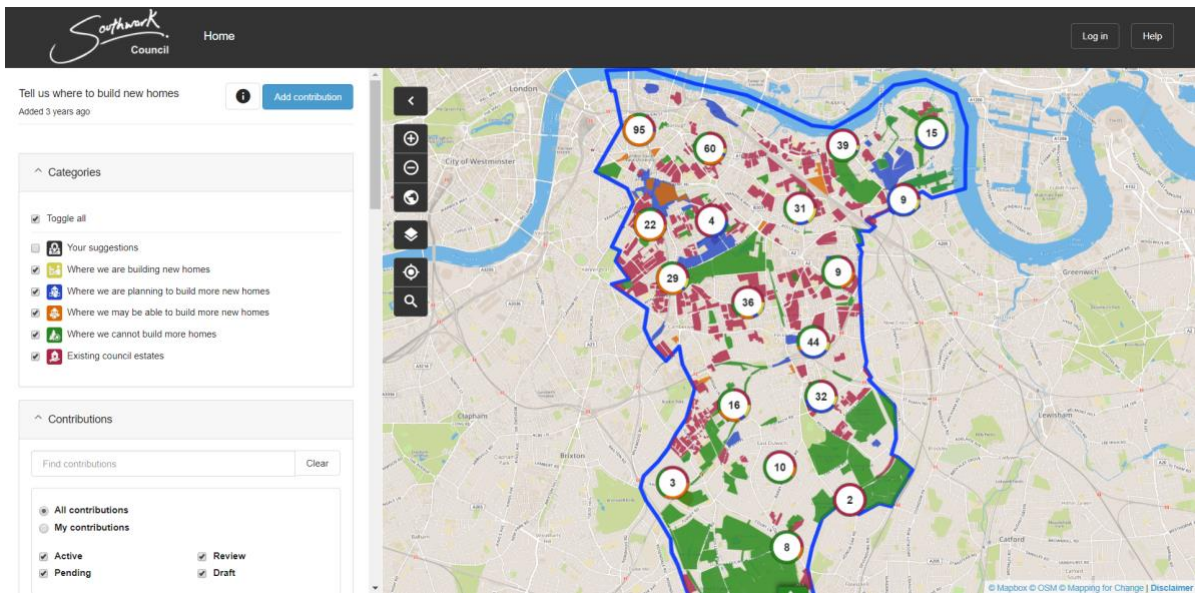 Southwark
Council
Home
Log in
Help
Tell us where to build new homes
Added 3 years ago
Add contribution
Categories
Toggle all
Your suggestions
Where we are building new homes
Where we are planning to build more new homes
Where we may be able to build more new homes
Where we cannot build more homes
Existing council estates
Contributions
Find contributions
Clear
All contributions
My contributions
Active
Review
Pending
Draft
London
City of Westminster
95
60
39
15
9
31
22
4
29
9
36
44
16
32
10
3
2
8
Greenwich
Clapham
Brixton
Lewisham
East Dulwich
Catford
© Mapbox © OSM © Mapping for Change | Disclaimer